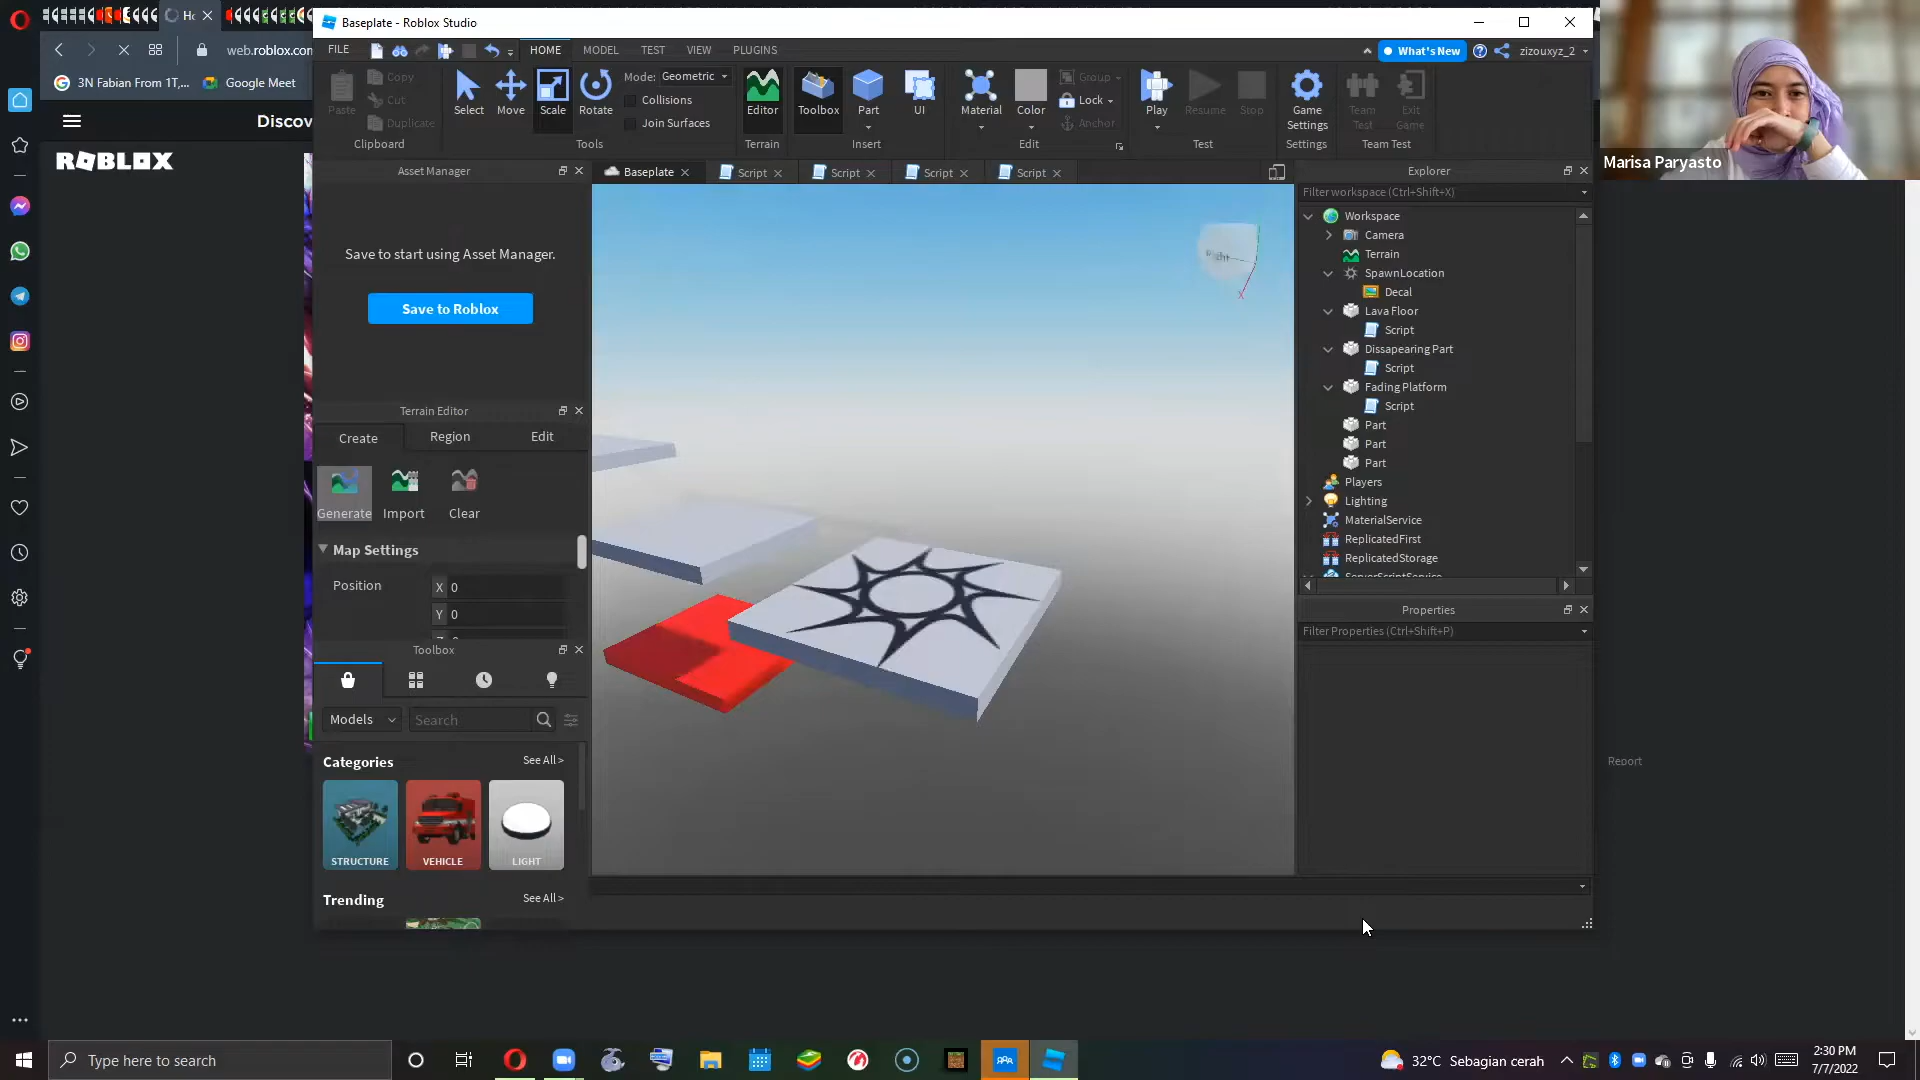 Ho
web.roblox.com
3N Fabian From 1T,...
Google Meet
Discov
ROBLOX
Baseplate - Roblox Studio
FILE
HOME
MODEL
TEST
VIEW
PLUGINS
What's New
zizouxyz_2
Paste
Copy
Cut
Duplicate
Clipboard
Select
Move
Scale
Rotate
Mode: Geometric
Collisions
Join Surfaces
Tools
Editor
Terrain
Toolbox
Part
UI
Insert
Material
Color
Group
Lock
Anchor
Edit
Play
Resume
Stop
Test
Game Settings
Settings
Team Test
Exit Game
Team Test
Marisa Paryasto
Asset Manager
Save to start using Asset Manager.
Save to Roblox
Terrain Editor
Create
Region
Edit
Generate
Import
Clear
Map Settings
Position
X 0
Y 0
Toolbox
Models
Search
Categories
See All >
STRUCTURE
VEHICLE
LIGHT
Trending
See All >
Baseplate
Script
Script
Script
Script
Right
X
Explorer
Filter workspace (Ctrl+Shift+X)
Workspace
Camera
Terrain
SpawnLocation
Decal
Lava Floor
Script
Dissapearing Part
Script
Fading Platform
Script
Part
Part
Part
Players
Lighting
MaterialService
ReplicatedFirst
ReplicatedStorage
ServerScriptService
Properties
Filter Properties (Ctrl+Shift+P)
Report
Type here to search
32°C Sebagian cerah
2:30 PM
7/7/2022